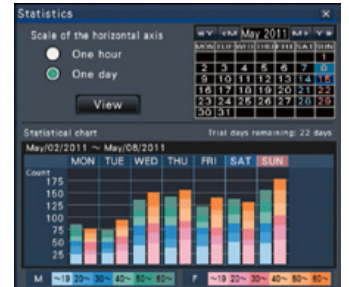 Statistics
Scale of the horizontal axis
One hour
One day
View
May 2011
MON TUE WED THU FRI SAT SUN
1
2 3 4 5 6 7 8
9 10 11 12 13 14 15
16 17 18 19 20 21 22
23 24 25 26 27 28 29
30 31
Statistical chart
Trial days remaining: 22 days
May/02/2011 ~ May/08/2011
MON TUE WED THU FRI SAT SUN
Count
175
150
125
100
75
50
25
M ~19 20~ 30~ 40~ 50~ 60~ F ~19 20~ 30~ 40~ 50~ 60~